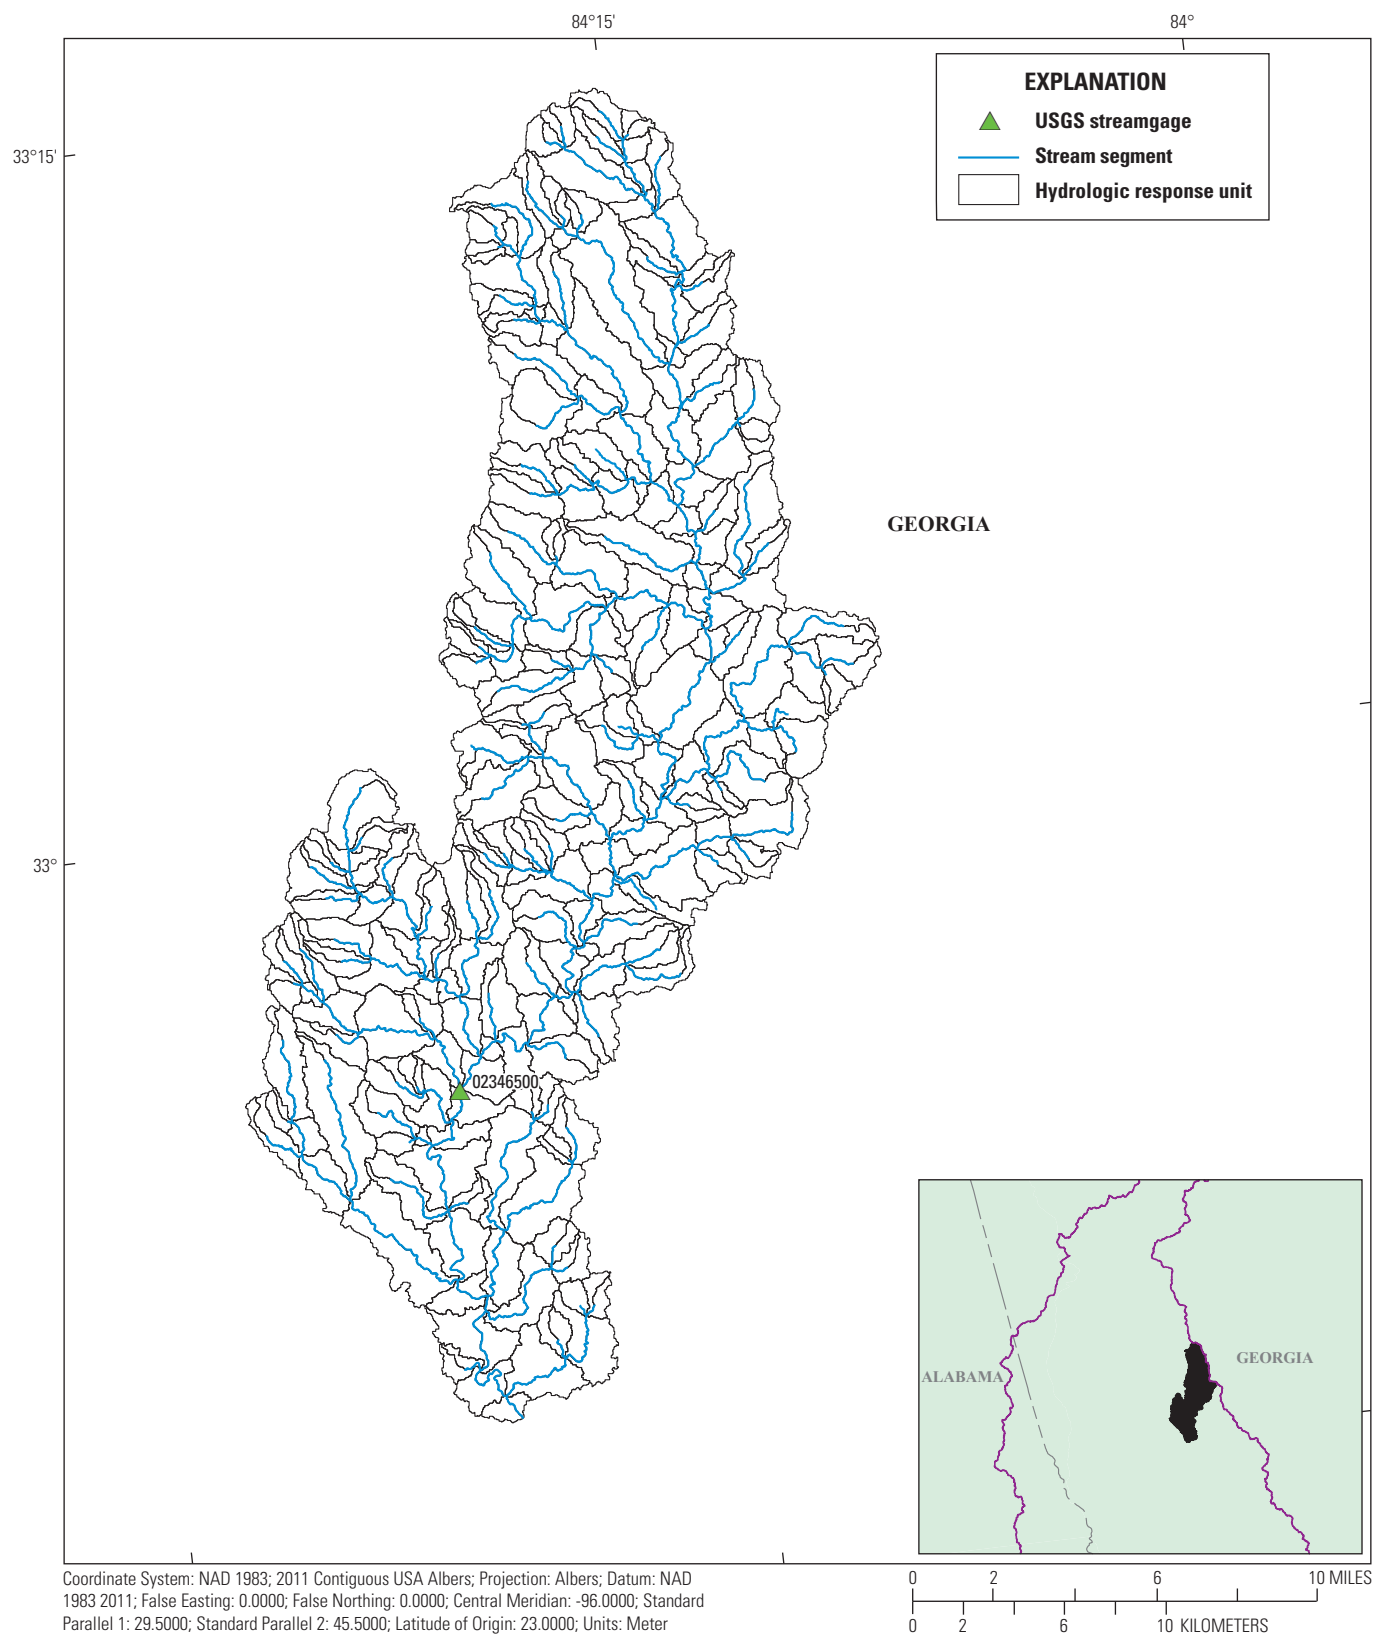 84°15'
84°
EXPLANATION
USGS streamgage
33°15'
Stream segment
Hydrologic response unit
GEORGIA
33°
02346500
GEORGIA
ALABAMA
Coordinate System: NAD 1983; 2011 Contiguous USA Albers; Projection: Albers; Datum: NAD
1983 2011; False Easting: 0.0000; False Northing: 0.0000; Central Meridian: -96.0000; Standard
Parallel 1: 29.5000; Standard Parallel 2: 45.5000; Latitude of Origin: 23.0000; Units: Meter
0 2 6 10 MILES
0 2 6 10 KILOMETERS